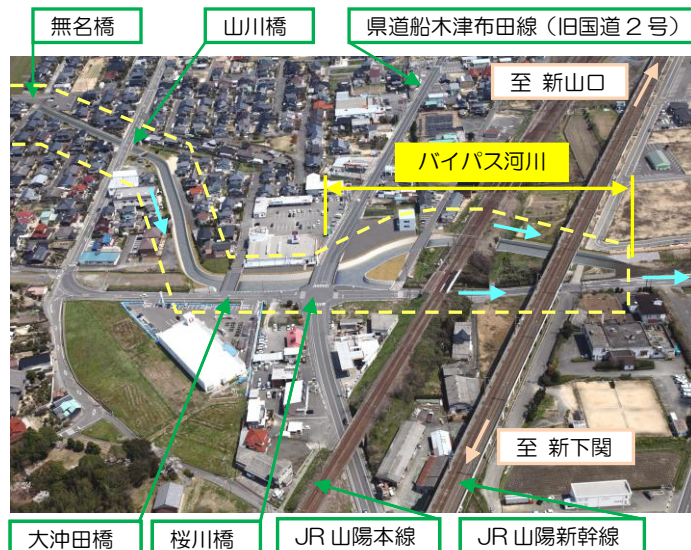 無名橋
山川橋
県道船木津布田線（旧国道２号）
至 新山口
バイパス河川
至 新下関
大沖田橋
桜川橋
JR 山陽本線
JR 山陽新幹線